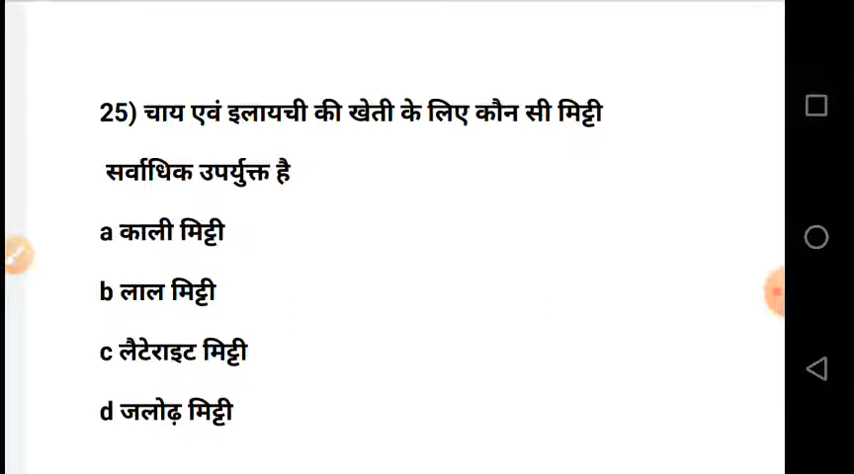 25) चाय एवं इलायची की खेती के लिए कौन सी मिट्टी
सर्वाधिक उपर्युक्त है
a काली मिट्टी
b लाल मिट्टी
c लैटेराइट मिट्टी
d जलोढ़ मिट्टी